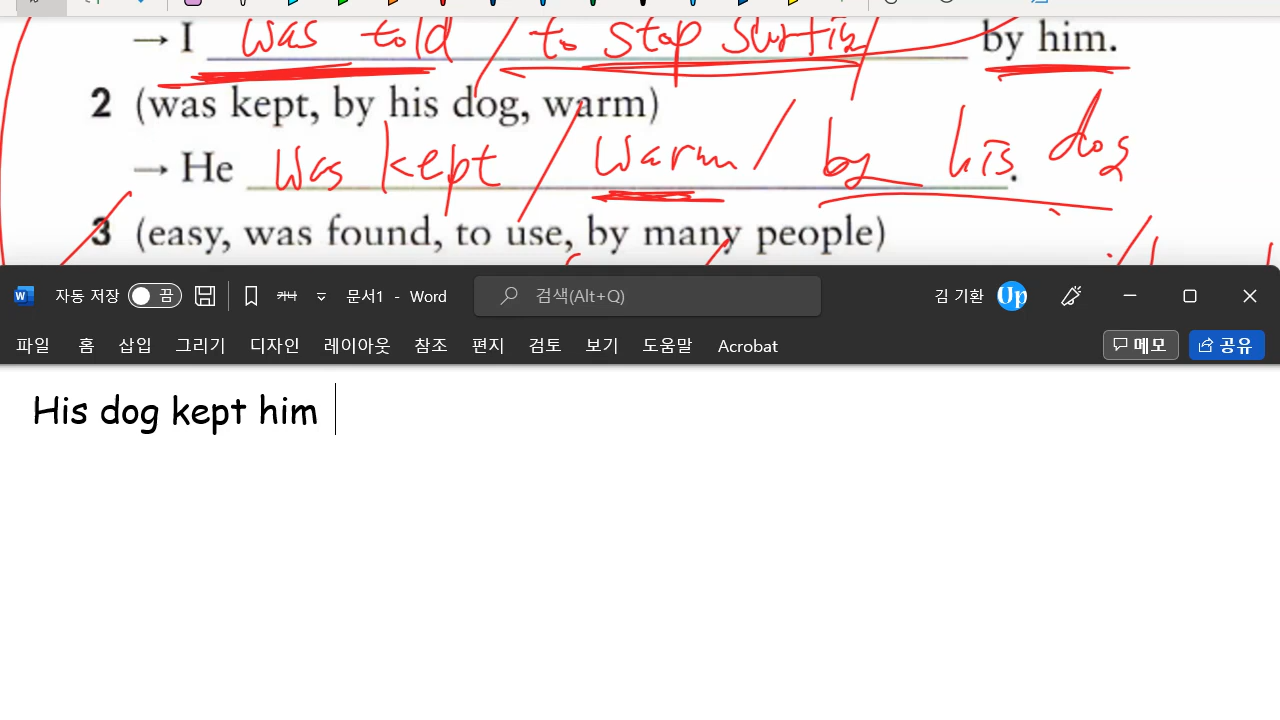 → I was told / to stop surfing by him.
2 (was kept, by his dog, warm)
→ He was kept / warm / by his dog.
3 (easy, was found, to use, by many people)
자동 저장 끔 가나 문서1 - Word 검색(Alt+Q) 김 기환 Up
파일 홈 삽입 그리기 디자인 레이아웃 참조 편지 검토 보기 도움말 Acrobat 메모 공유
His dog kept him